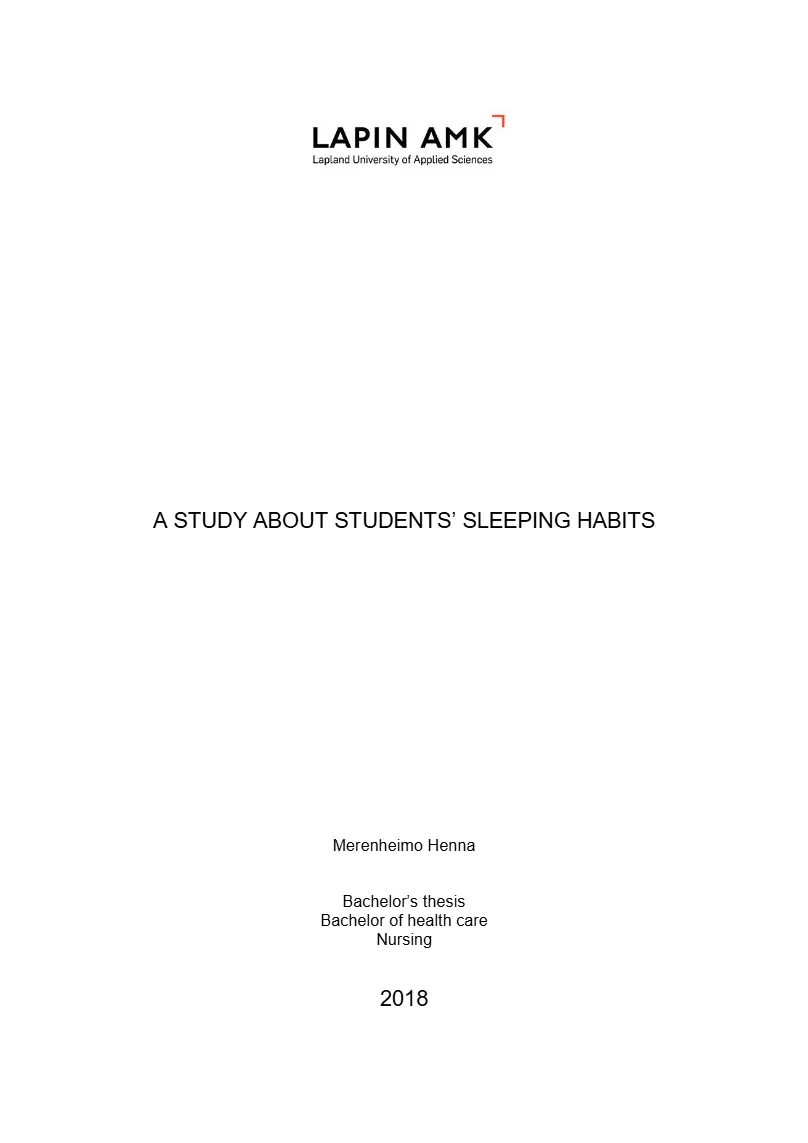 LAPIN AMK
Lapland University of Applied Sciences
A STUDY ABOUT STUDENTS’ SLEEPING HABITS
Merenheimo Henna
Bachelor’s thesis
Bachelor of health care
Nursing
2018